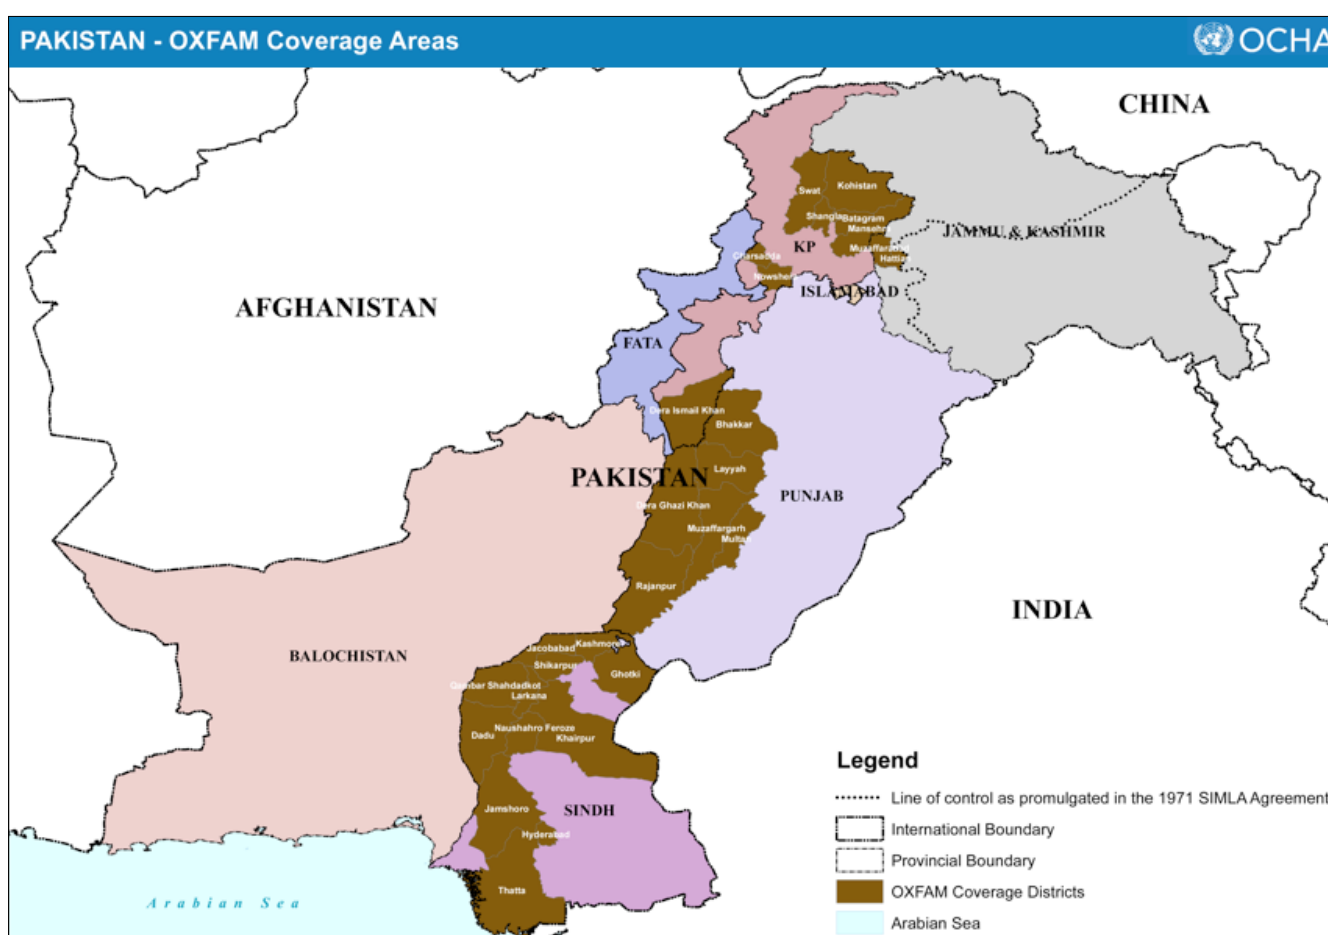 PAKISTAN - OXFAM Coverage Areas
OCHA
CHINA
Swat
Kohistan
Shangla
Batagram
Mansehra
JAMMU & KASHMIR
KP
Muzaffarabad
Hattian
Charsadda
Nowshera
ISLAMABAD
AFGHANISTAN
FATA
Dera Ismail Khan
Bhakkar
Layyah
PAKISTAN
PUNJAB
Dera Ghazi Khan
Muzaffargarh
Multan
Rajanpur
INDIA
BALOCHISTAN
Jacobabad
Kashmore
Shikarpur
Ghotki
Qambar Shahdadkot
Larkana
Naushahro Feroze
Dadu
Khairpur
Jamshoro
SINDH
Hyderabad
Thatta
Arabian Sea
Legend
Line of control as promulgated in the 1971 SIMLA Agreement
International Boundary
Provincial Boundary
OXFAM Coverage Districts
Arabian Sea